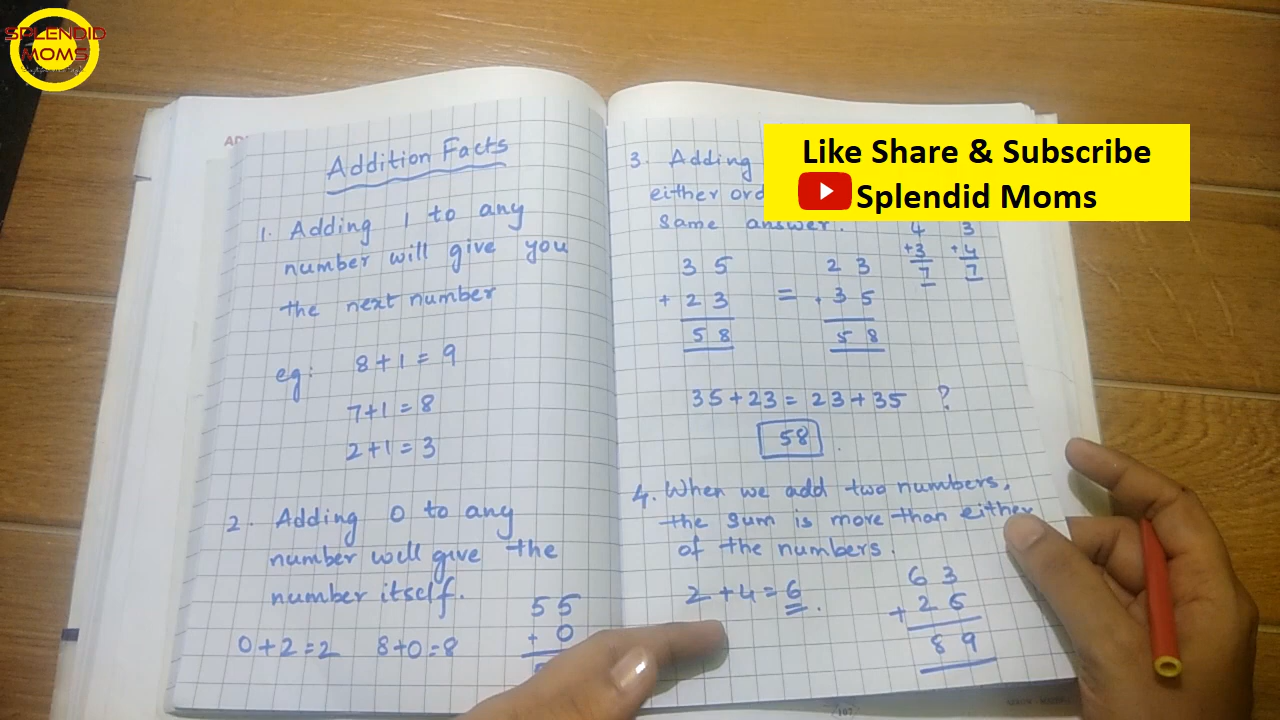 SPLENDID
MOMS
Like Share & Subscribe
Splendid Moms
AD
Addition Facts
1. Adding 1 to any
number will give you
the next number
eg: 8+1=9
7+1=8
2+1=3
2. Adding 0 to any
number will give the
number itself.
0+2=2 8+0=8
55
+ 0
3. Adding
either
same answer.
4 3
+3 +4
7 7
35 23
+ 23 = + 35
58 58
35+23=23+35 ?
58
4. When we add two numbers,
the sum is more than either
of the numbers.
2+4=6.
63
+ 26
89
107